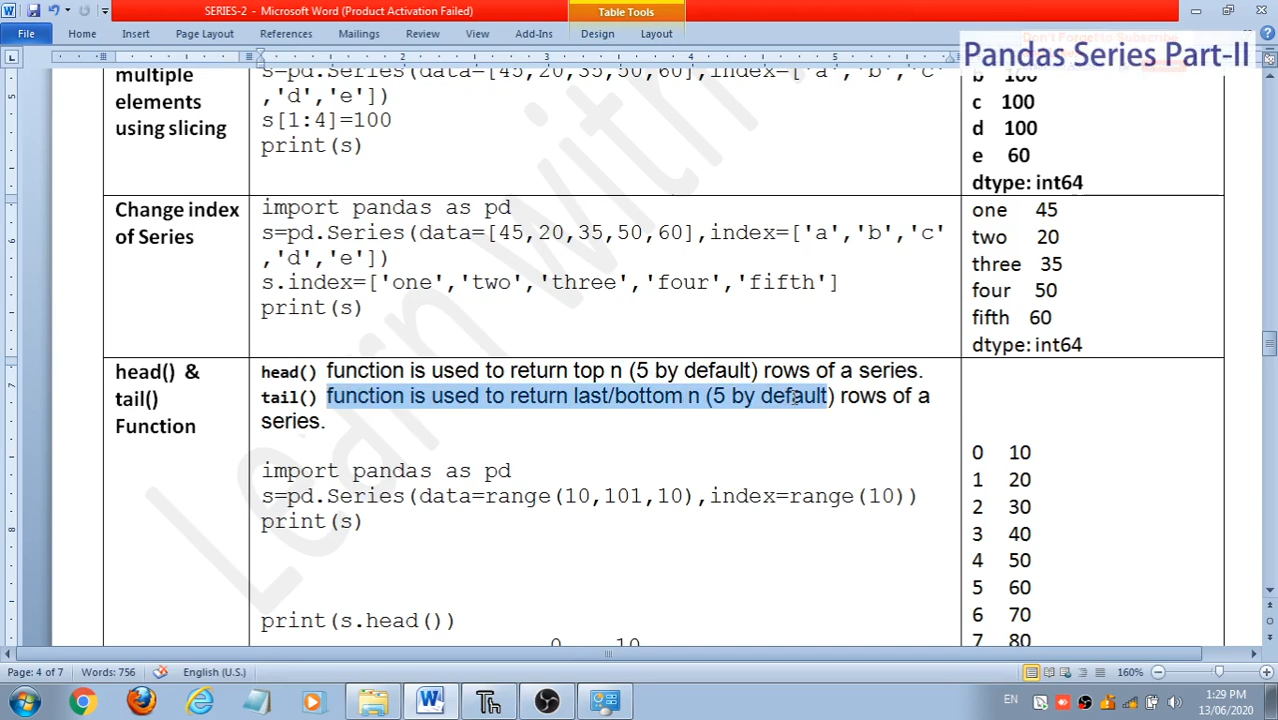 SERIES-2 - Microsoft Word (Product Activation Failed)
Table Tools
File Home Insert Page Layout References Mailings Review View Add-Ins Design Layout
Pandas Series Part-II
multiple
elements
using slicing
s=pd.Series(data=[45,20,35,50,60],index=['a','b','c'
,'d','e'])
s[1:4]=100
print(s)
b 100
c 100
d 100
e 60
dtype: int64
Change index
of Series
import pandas as pd
s=pd.Series(data=[45,20,35,50,60],index=['a','b','c'
,'d','e'])
s.index=['one','two','three','four','fifth']
print(s)
one 45
two 20
three 35
four 50
fifth 60
dtype: int64
head() &
tail()
Function
head() function is used to return top n (5 by default) rows of a series.
tail() function is used to return last/bottom n (5 by default) rows of a
series.
import pandas as pd
s=pd.Series(data=range(10,101,10),index=range(10))
print(s)
print(s.head())
0 10
0 10
1 20
2 30
3 40
4 50
5 60
6 70
7 80
Learn with
Page: 4 of 7 Words: 756 English (U.S.) 160%
EN 1:29 PM
13/06/2020